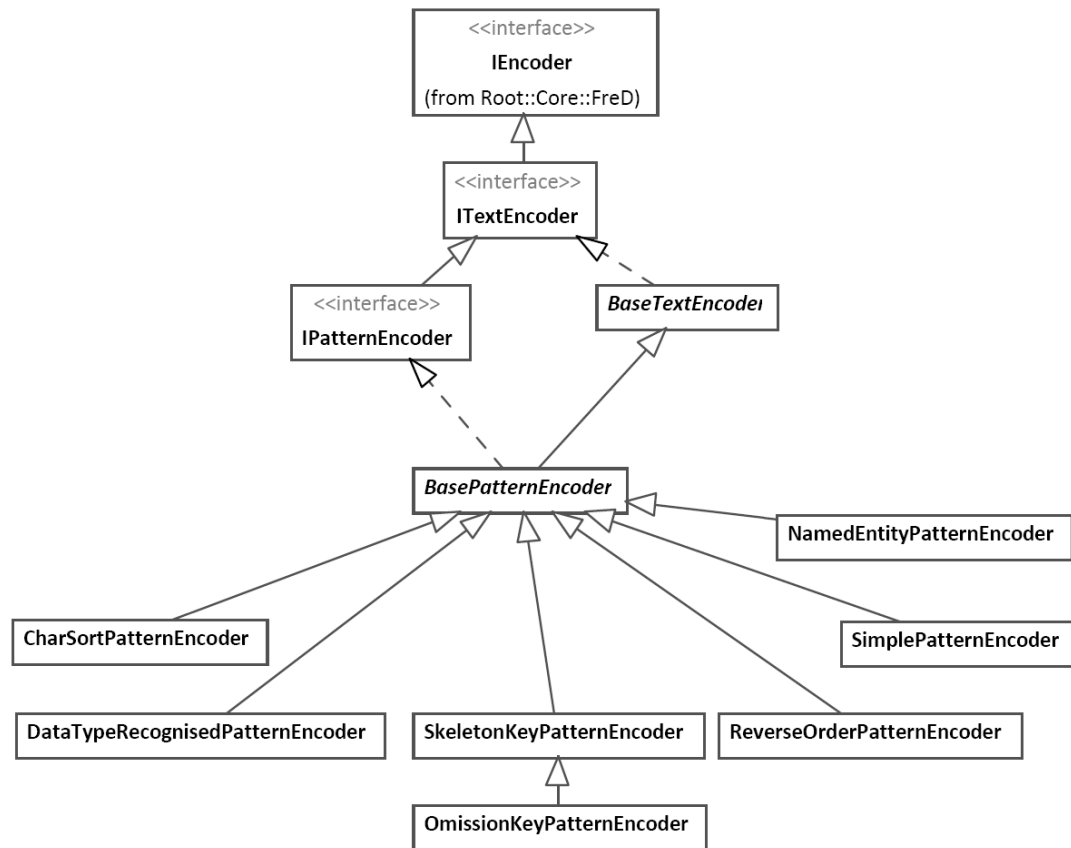 <<interface>>
IEncoder
(from Root::Core::FreD)
<<interface>>
ITextEncoder
<<interface>>
IPatternEncoder
BaseTextEncoder
BasePatternEncoder
NamedEntityPatternEncoder
CharSortPatternEncoder
SimplePatternEncoder
DataTypeRecognisedPatternEncoder
SkeletonKeyPatternEncoder
ReverseOrderPatternEncoder
OmissionKeyPatternEncoder